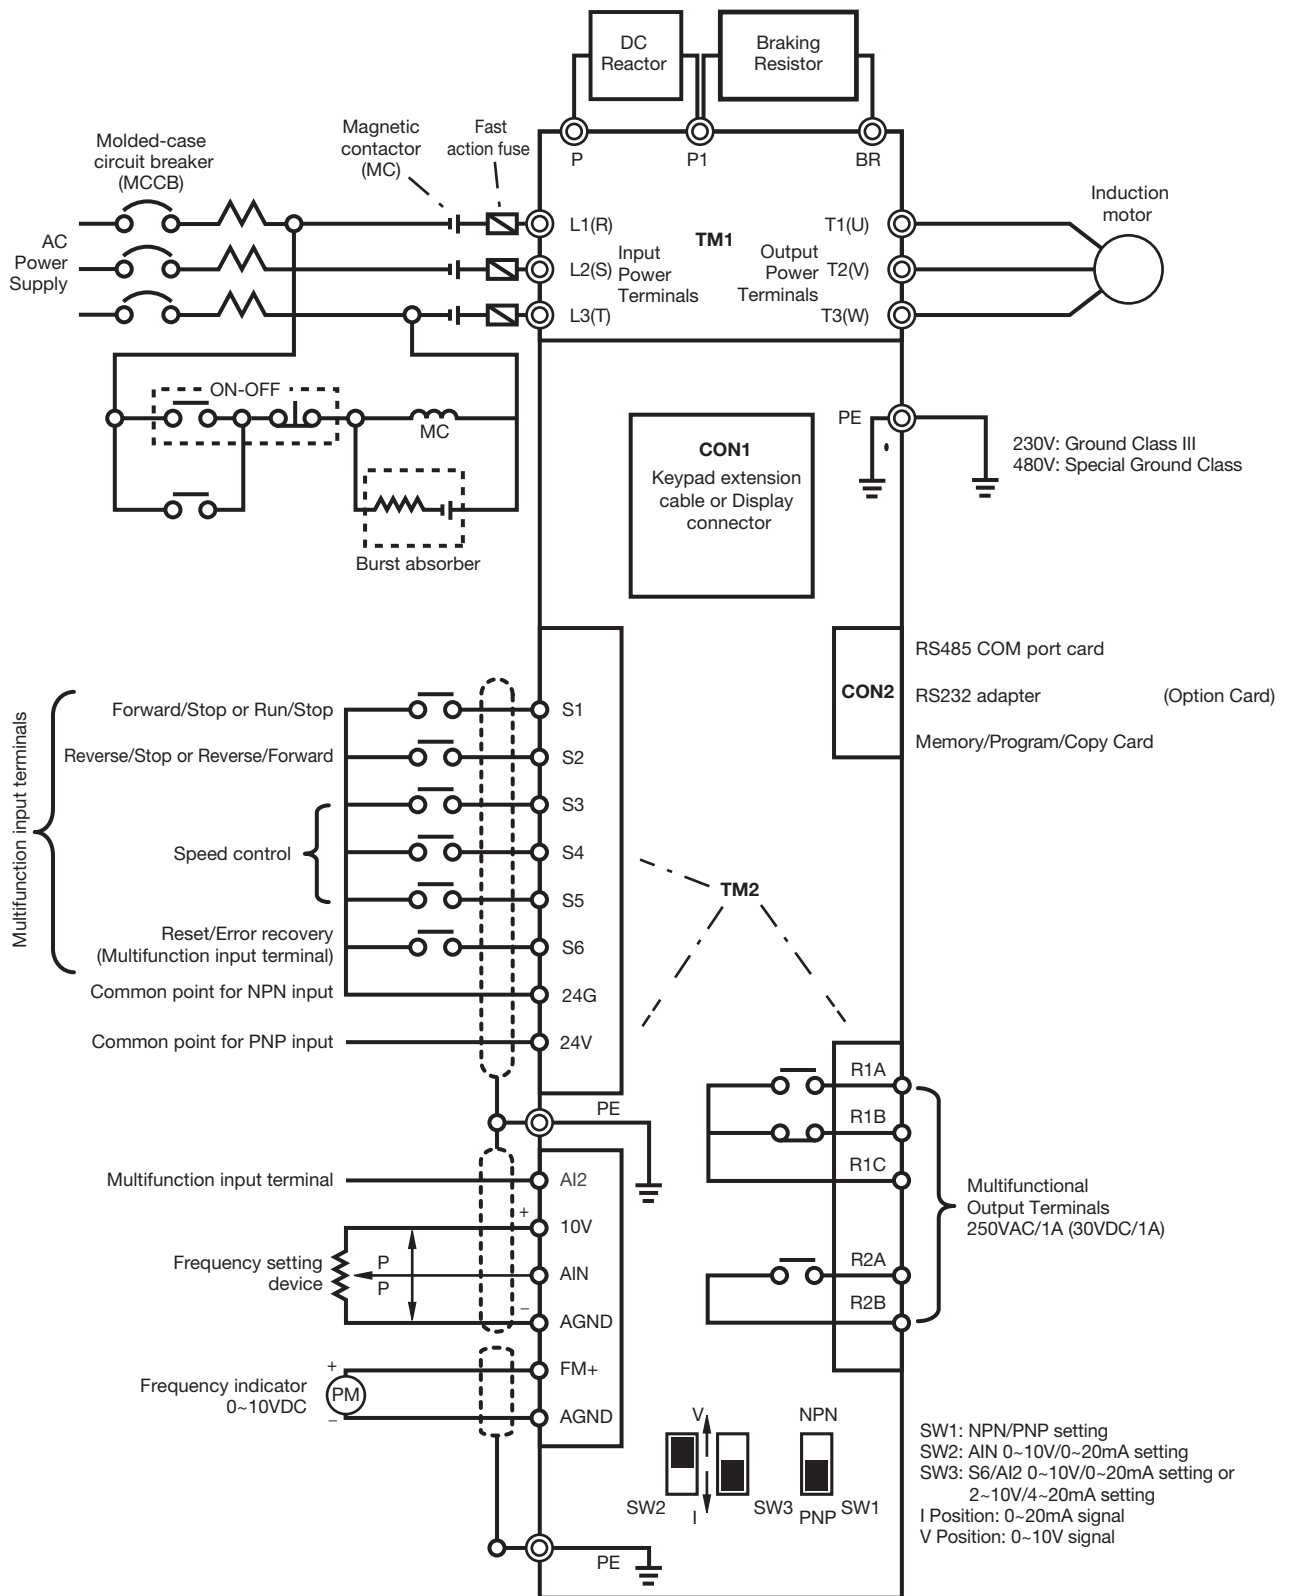 DC
Reactor
Braking
Resistor
P
P1
BR
Molded-case
circuit breaker
(MCCB)
Magnetic
contactor
(MC)
Fast
action fuse
AC
Power
Supply
L1(R)
L2(S)
L3(T)
Input
Power
Terminals
TM1
Output
Power
Terminals
T1(U)
T2(V)
T3(W)
Induction
motor
ON-OFF
MC
Burst absorber
PE
230V: Ground Class III
480V: Special Ground Class
CON1
Keypad extension
cable or Display
connector
CON2
RS485 COM port card
RS232 adapter (Option Card)
Memory/Program/Copy Card
Multifunction input terminals
Forward/Stop or Run/Stop
S1
Reverse/Stop or Reverse/Forward
S2
S3
Speed control
S4
S5
Reset/Error recovery
(Multifunction input terminal)
S6
Common point for NPN input
24G
Common point for PNP input
24V
TM2
PE
Multifunction input terminal
AI2
+
10V
Frequency setting
device
P
P
AIN
–
AGND
+
FM+
Frequency indicator
0~10VDC
PM
–
AGND
PE
R1A
R1B
R1C
R2A
R2B
Multifunctional
Output Terminals
250VAC/1A (30VDC/1A)
V
I
SW2
SW3
NPN
PNP
SW1
SW1: NPN/PNP setting
SW2: AIN 0~10V/0~20mA setting
SW3: S6/AI2 0~10V/0~20mA setting or
2~10V/4~20mA setting
I Position: 0~20mA signal
V Position: 0~10V signal